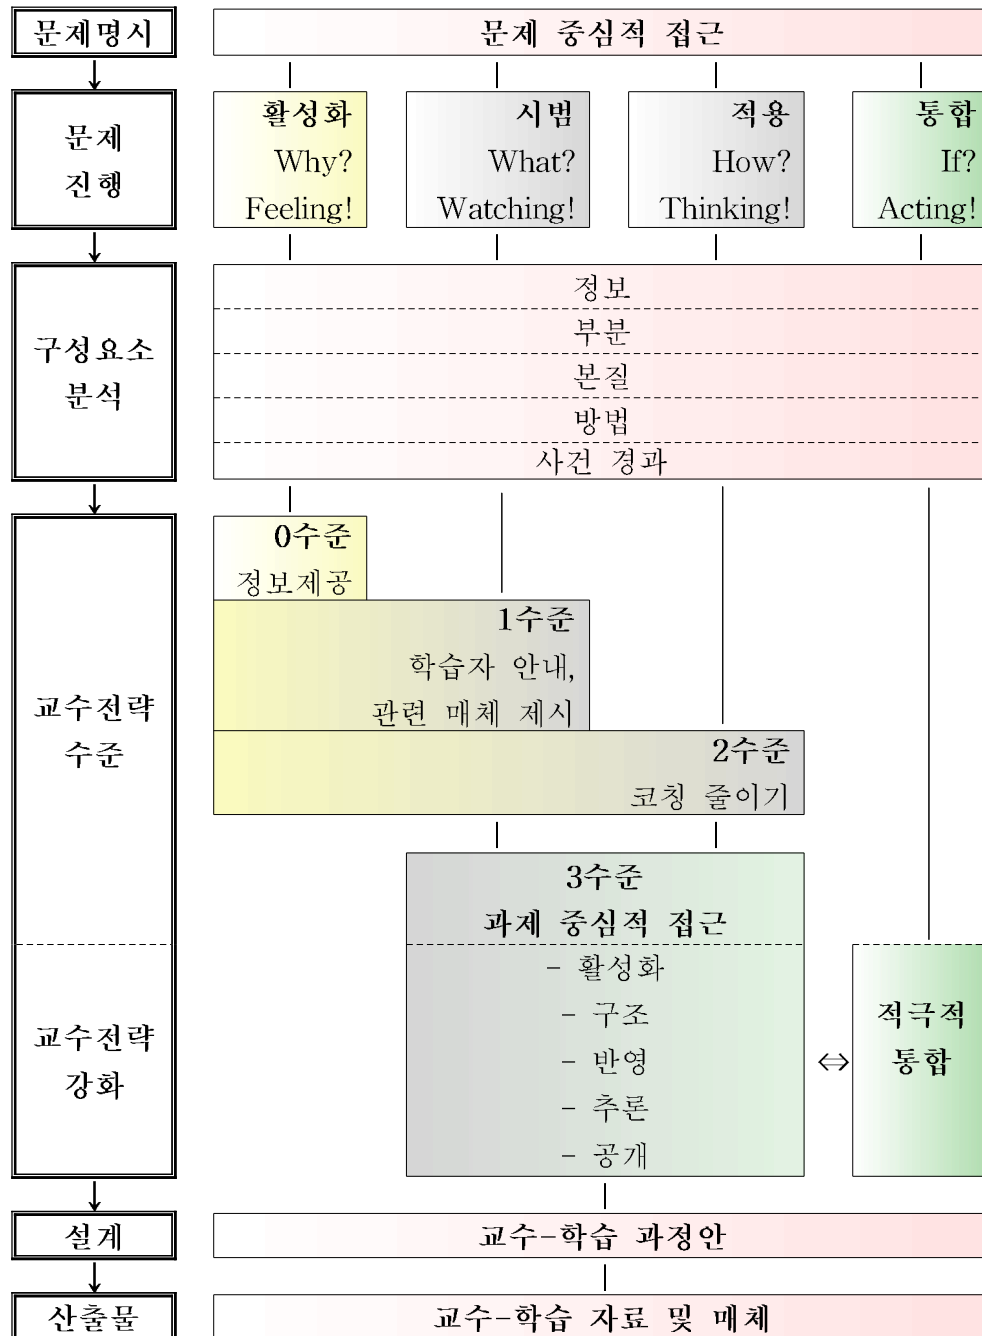 문제명시
문제 중심적 접근
문제
진행
활성화
Why?
Feeling!
시범
What?
Watching!
적용
How?
Thinking!
통합
If?
Acting!
구성요소
분석
정보
부분
본질
방법
사건 경과
교수전략
수준
0수준
정보제공
1수준
학습자 안내,
관련 매체 제시
2수준
코칭 줄이기
3수준
과제 중심적 접근
교수전략
강화
- 활성화
- 구조
- 반영
- 추론
- 공개
⇔
적극적
통합
설계
교수-학습 과정안
산출물
교수-학습 자료 및 매체